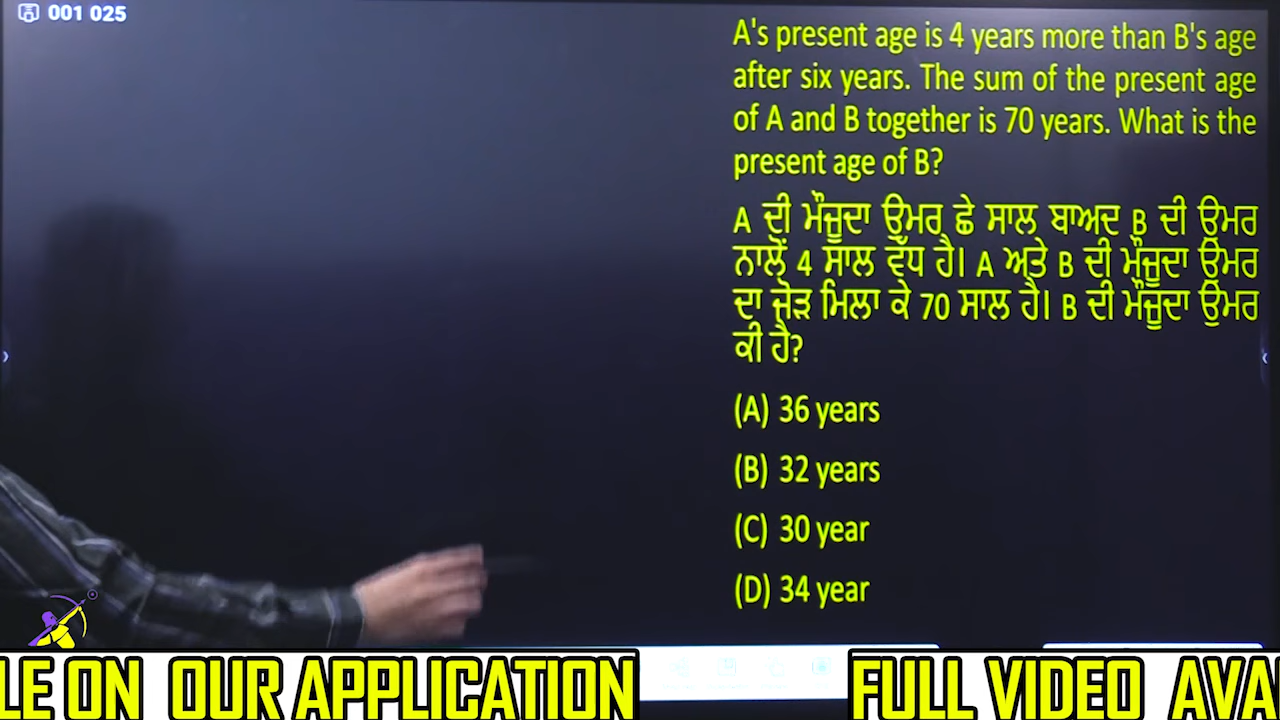 001 025
A's present age is 4 years more than B's age
after six years. The sum of the present age
of A and B together is 70 years. What is the
present age of B?
A ਦੀ ਮੌਜੂਦਾ ਉਮਰ ਛੇ ਸਾਲ ਬਾਅਦ B ਦੀ ਉਮਰ
ਨਾਲੋਂ 4 ਸਾਲ ਵੱਧ ਹੈ। A ਅਤੇ B ਦੀ ਮੌਜੂਦਾ ਉਮਰ
ਦਾ ਜੋੜ ਮਿਲਾ ਕੇ 70 ਸਾਲ ਹੈ। B ਦੀ ਮੌਜੂਦਾ ਉਮਰ
ਕੀ ਹੈ?
(A) 36 years
(B) 32 years
(C) 30 year
(D) 34 year
LE ON OUR APPLICATION
FULL VIDEO AVA